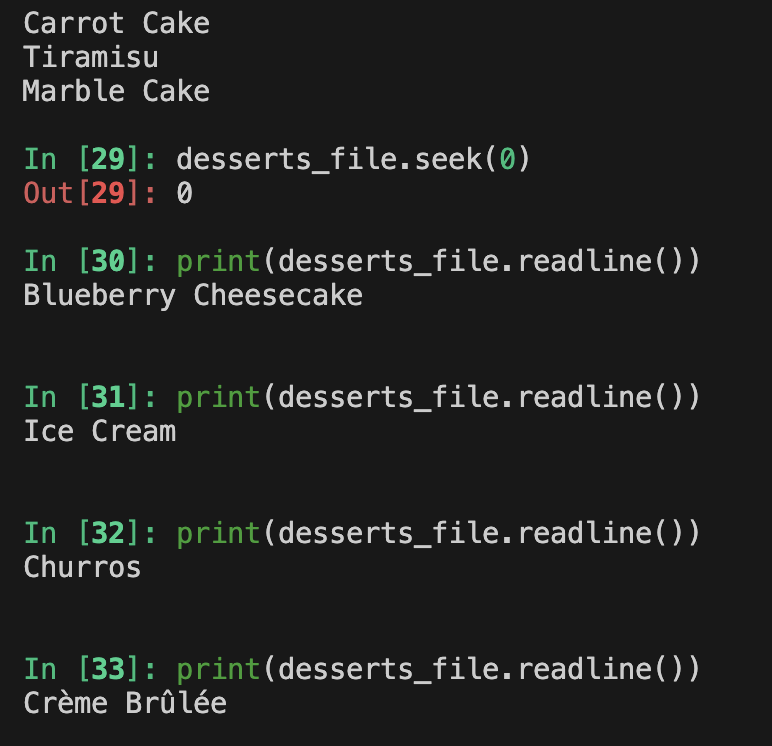 Carrot Cake
Tiramisu
Marble Cake
In [29]: desserts_file.seek(0)
Out[29]: 0
In [30]: print(desserts_file.readline())
Blueberry Cheesecake
In [31]: print(desserts_file.readline())
Ice Cream
In [32]: print(desserts_file.readline())
Churros
In [33]: print(desserts_file.readline())
Crème Brûlée